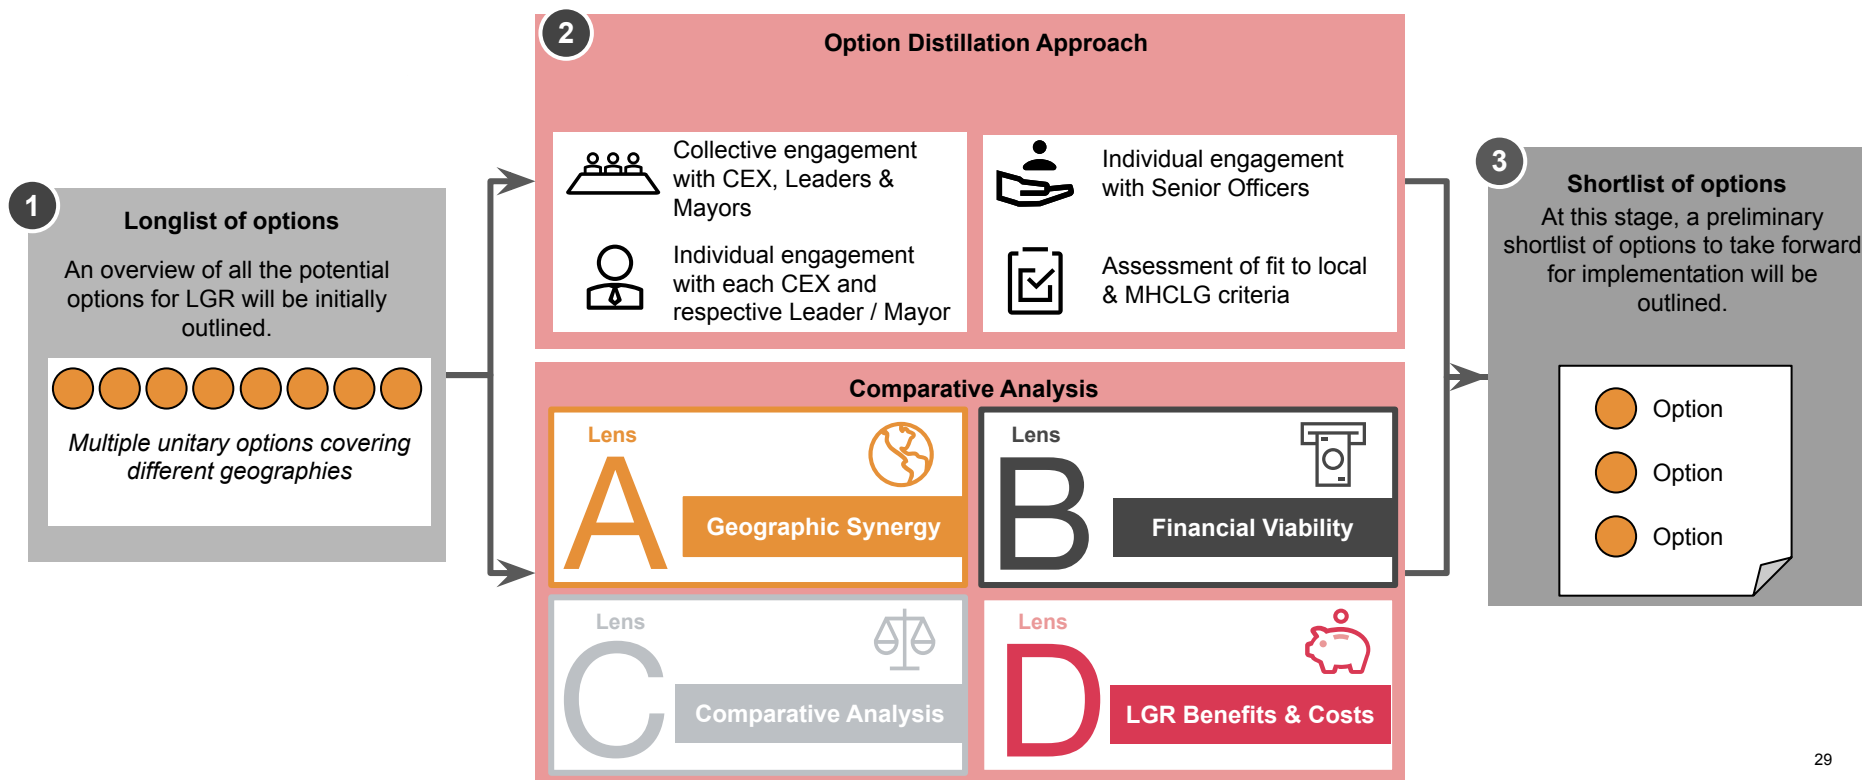 1
Longlist of options
An overview of all the potential
options for LGR will be initially
outlined.
Multiple unitary options covering
different geographies
2
Option Distillation Approach
Collective engagement
with CEX, Leaders &
Mayors
Individual engagement
with each CEX and
respective Leader / Mayor
Individual engagement
with Senior Officers
Assessment of fit to local
& MHCLG criteria
Comparative Analysis
Lens
A
Geographic Synergy
Lens
B
Financial Viability
Lens
C
Comparative Analysis
Lens
D
LGR Benefits & Costs
3
Shortlist of options
At this stage, a preliminary
shortlist of options to take forward
for implementation will be
outlined.
Option
Option
Option
29